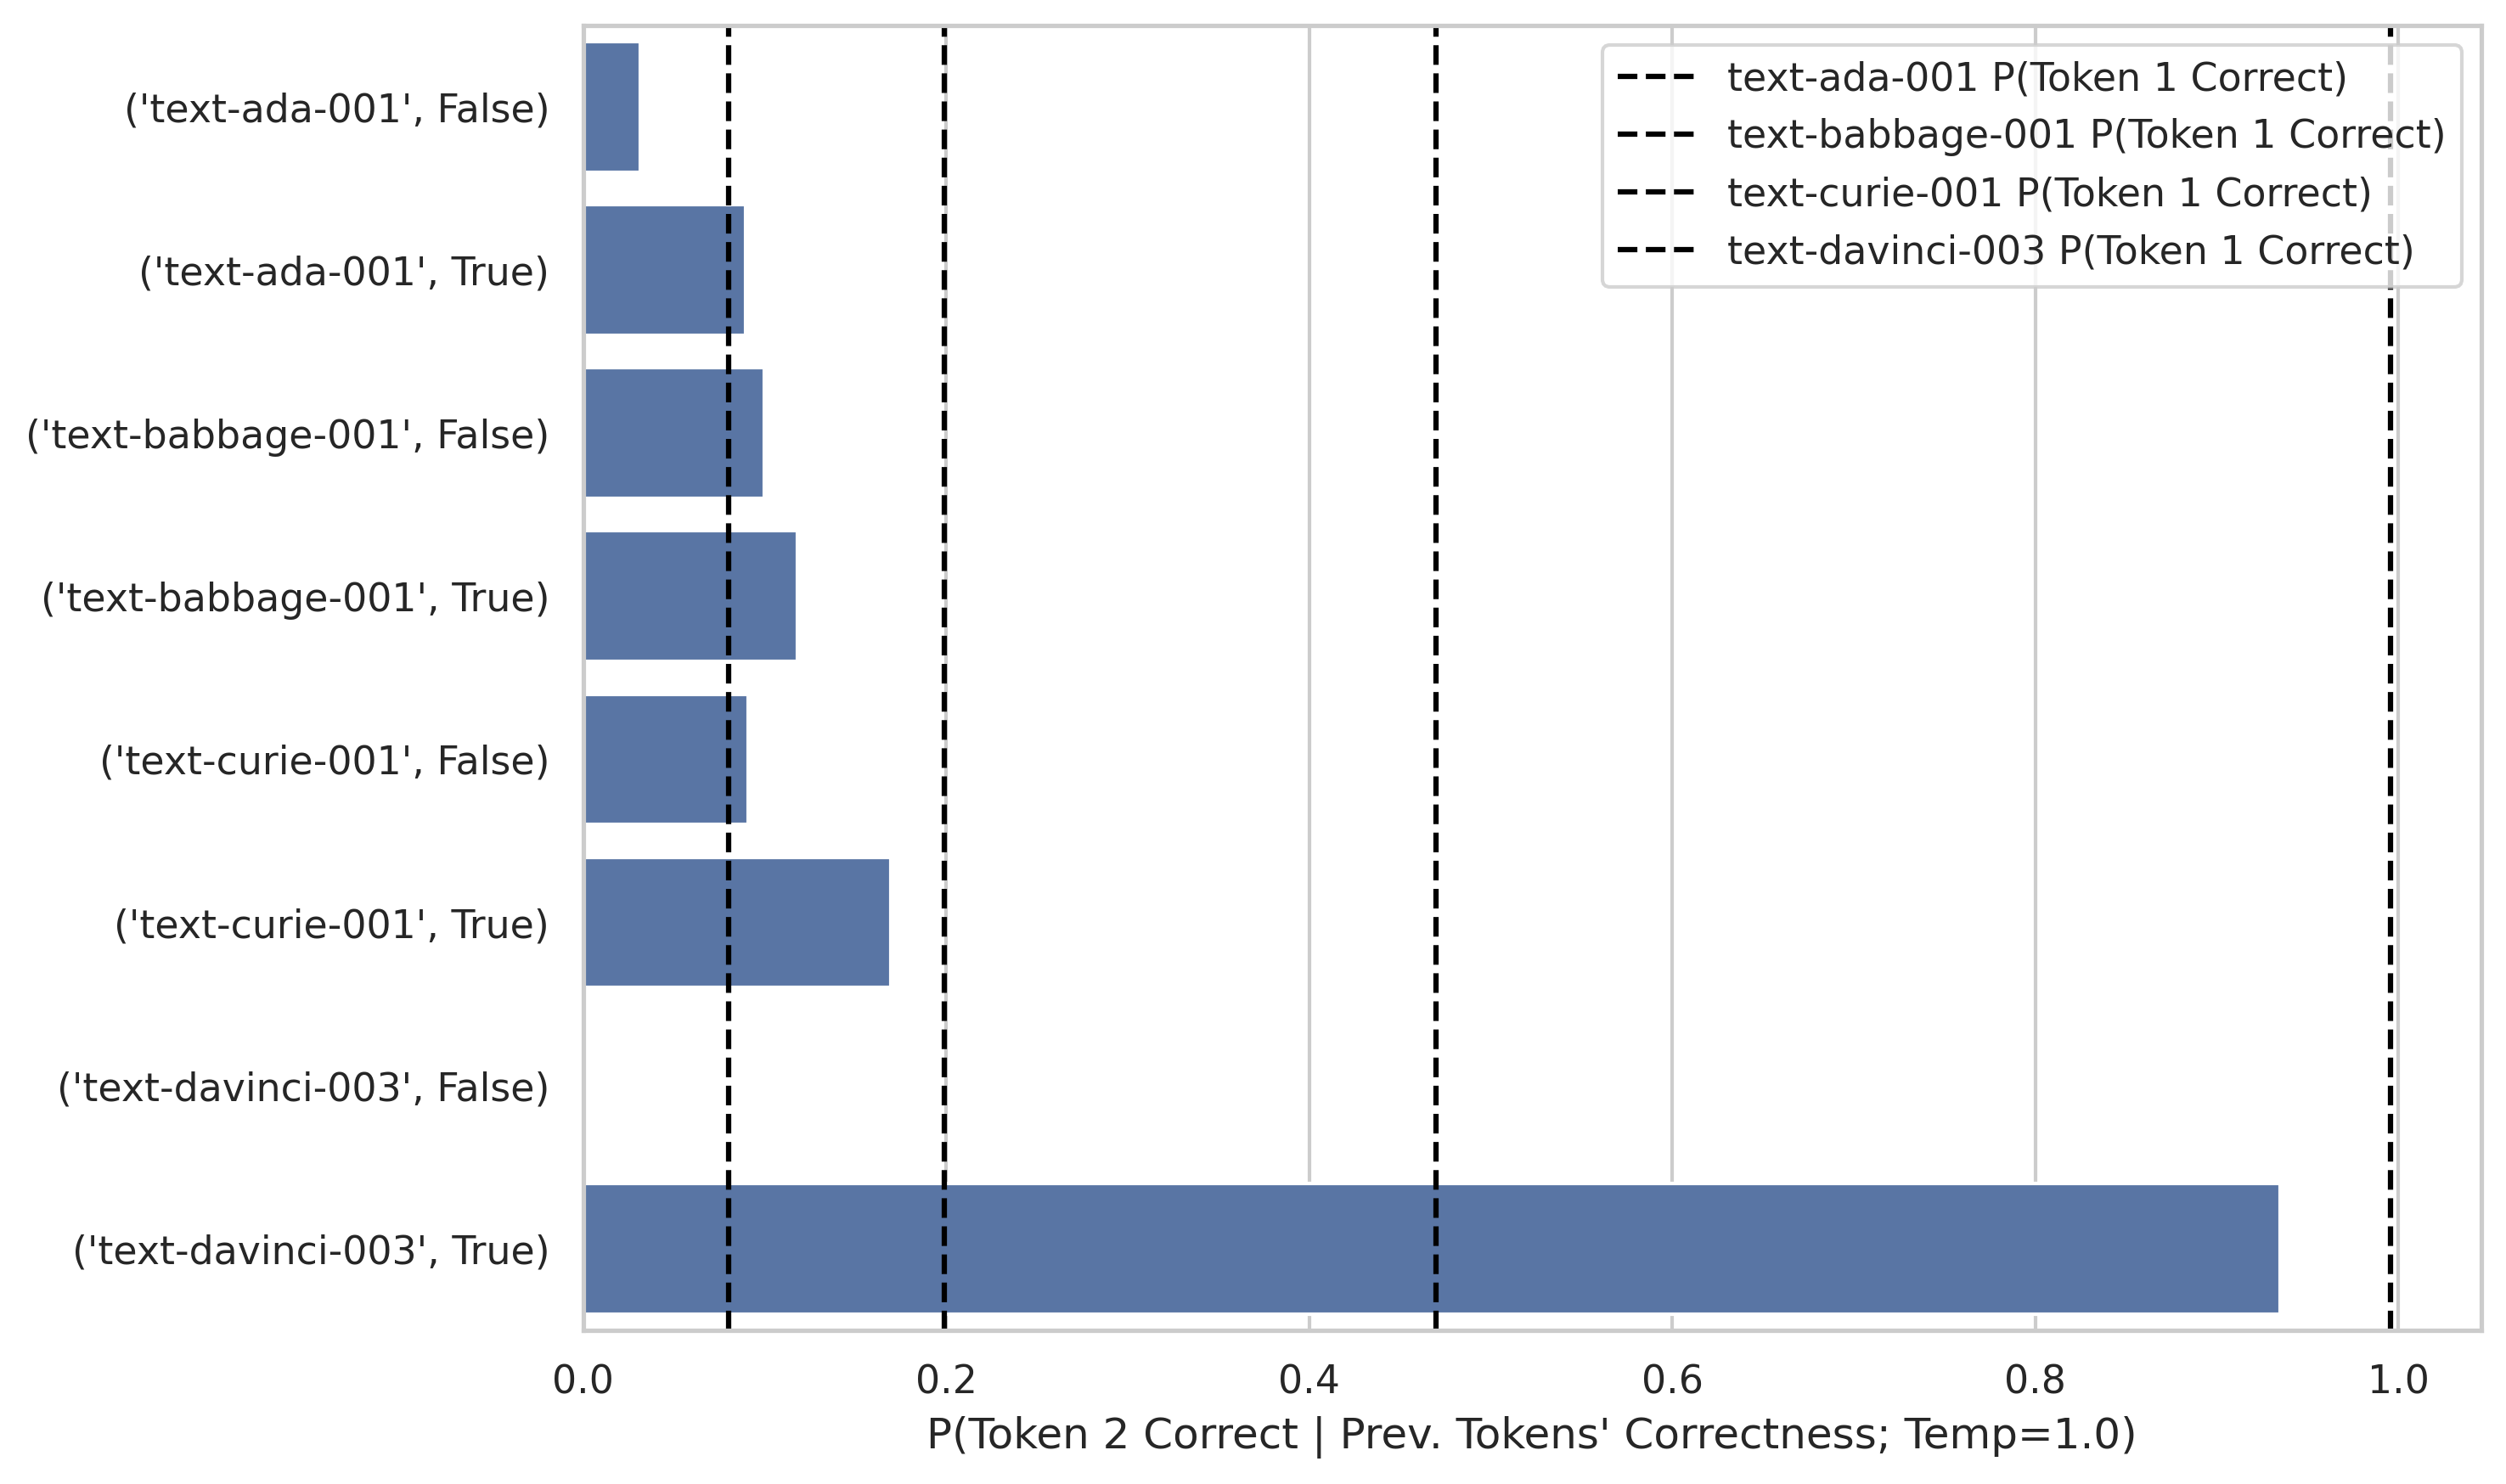 text-ada-001 P(Token 1 Correct)
text-babbage-001 P(Token 1 Correct)
text-curie-001 P(Token 1 Correct)
text-davinci-003 P(Token 1 Correct)
('text-ada-001', False)
('text-ada-001', True)
('text-babbage-001', False)
('text-babbage-001', True)
('text-curie-001', False)
('text-curie-001', True)
('text-davinci-003', False)
('text-davinci-003', True)
0.0 0.2 0.4 0.6 0.8 1.0
P(Token 2 Correct | Prev. Tokens' Correctness; Temp=1.0)